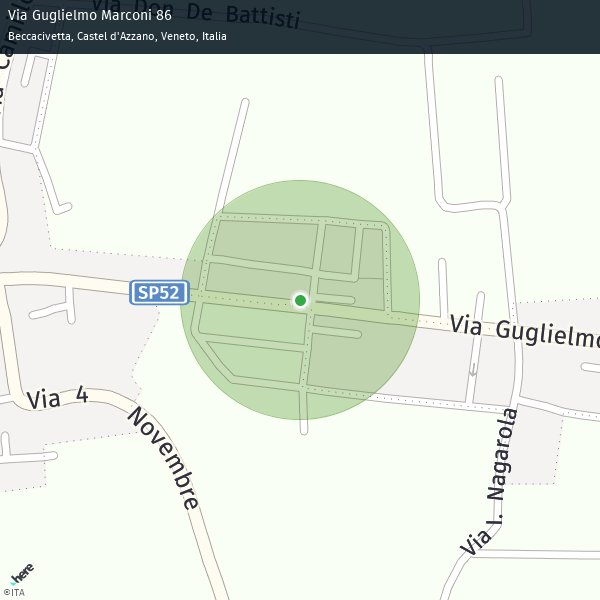 Via Guglielmo Marconi 86
Beccacivetta, Castel d'Azzano, Veneto, Italia
Via Don De Battisti
SP52
Via Guglielmo
Via 4 Novembre
Via I. Nagarola
here
©ITA